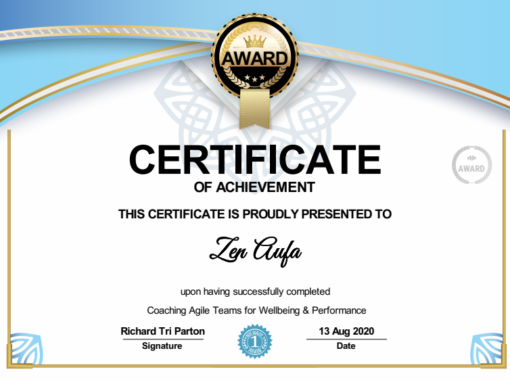 AWARD
CERTIFICATE
OF ACHIEVEMENT
AWARD
THIS CERTIFICATE IS PROUDLY PRESENTED TO
Zen Aufa
upon having successfully completed
Coaching Agile Teams for Wellbeing & Performance
Richard Tri Parton
Signature
1
13 Aug 2020
Date